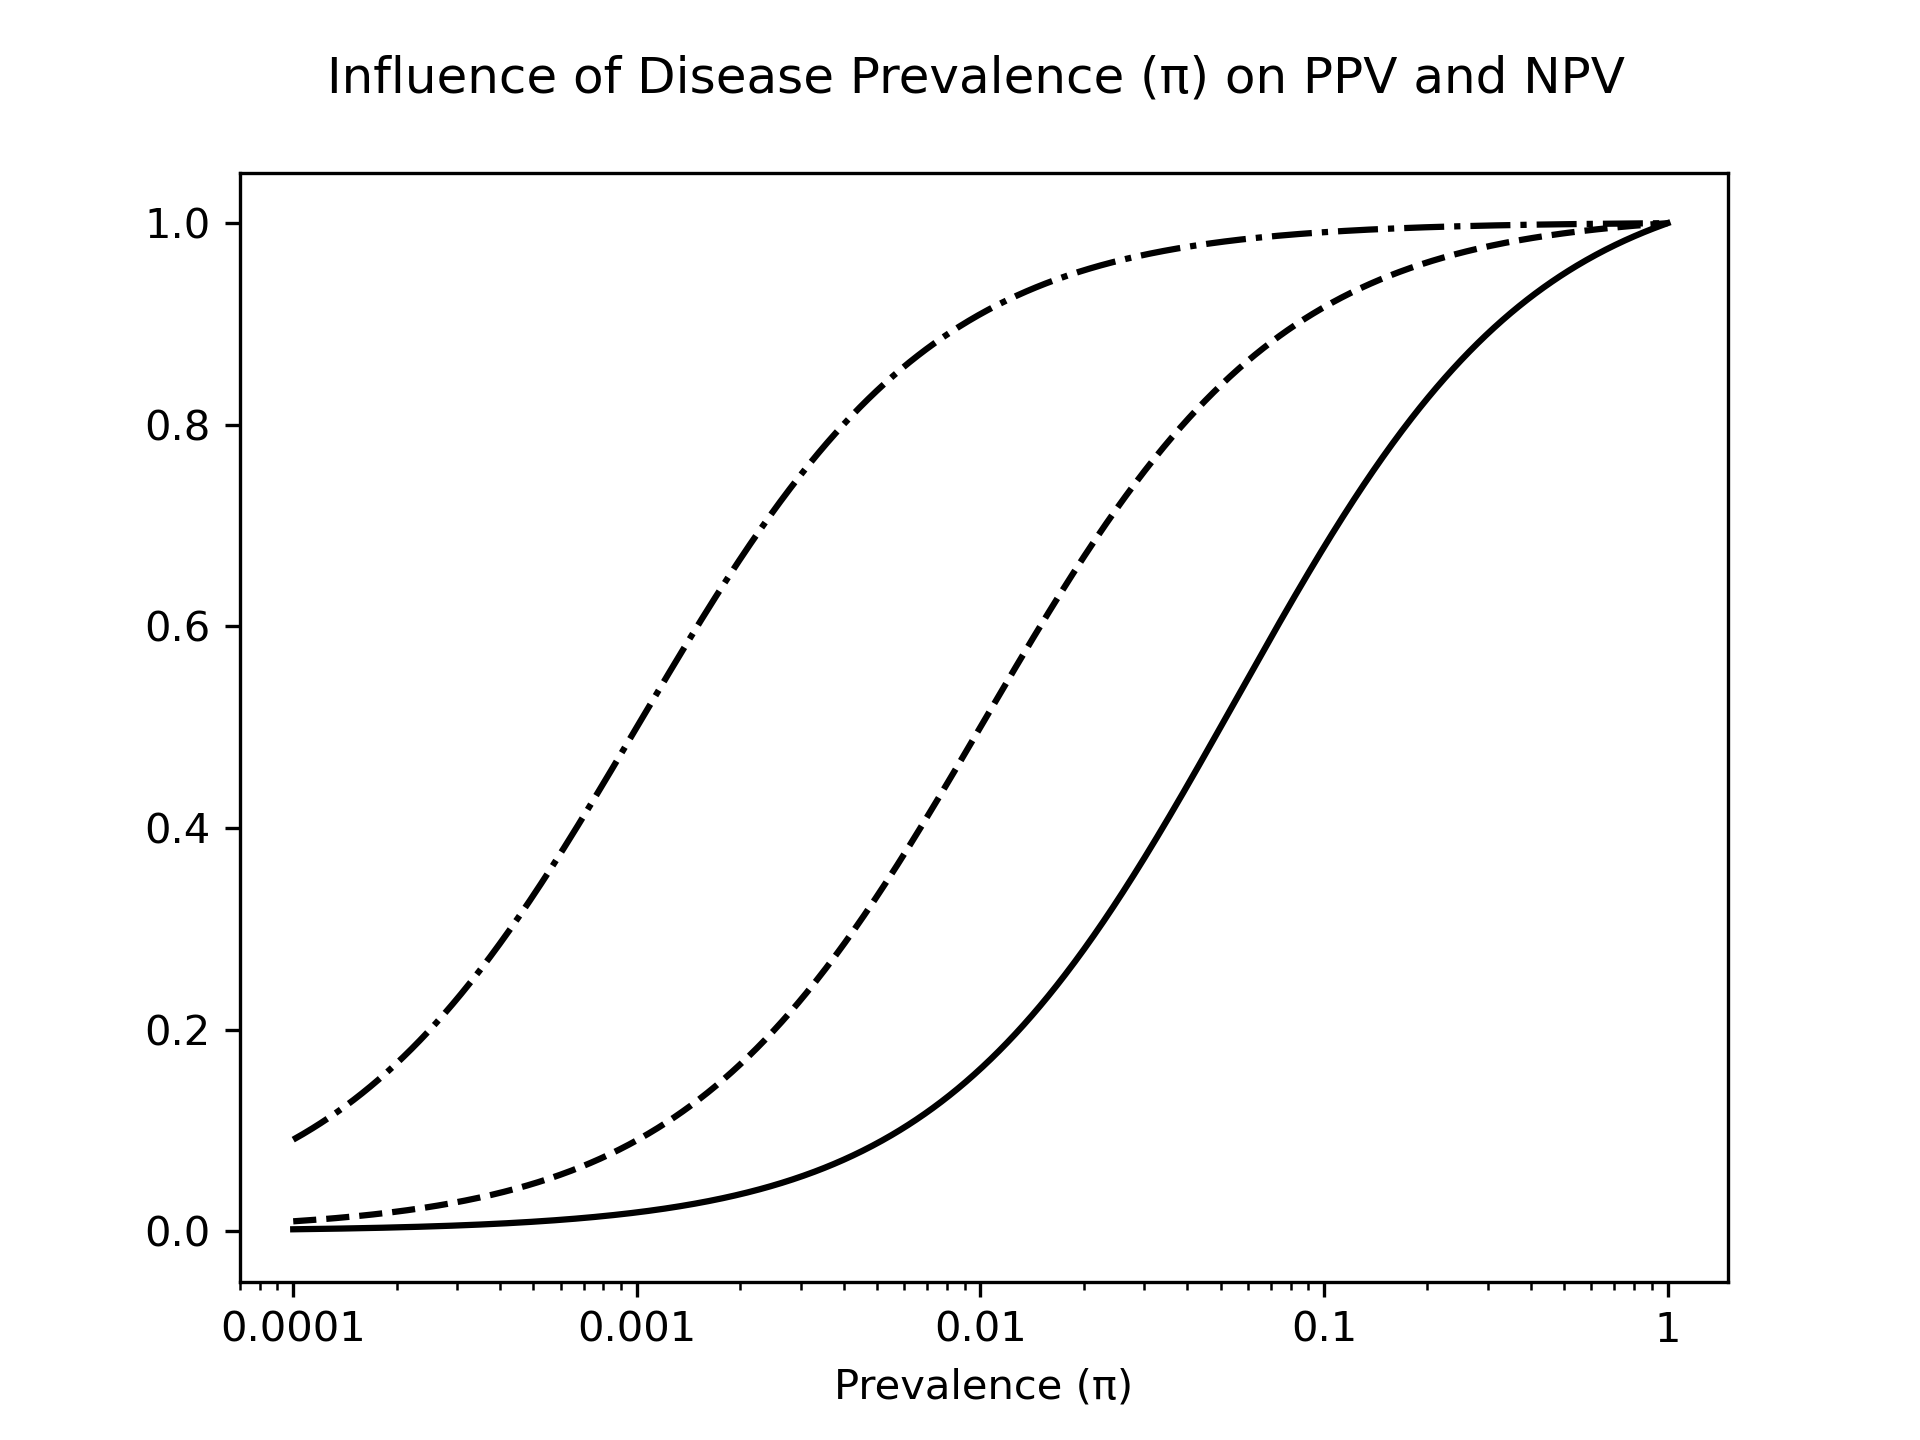 Influence of Disease Prevalence (π) on PPV and NPV
1.0
0.8
0.6
0.4
0.2
0.0
0.0001 0.001 0.01 0.1 1
Prevalence (π)